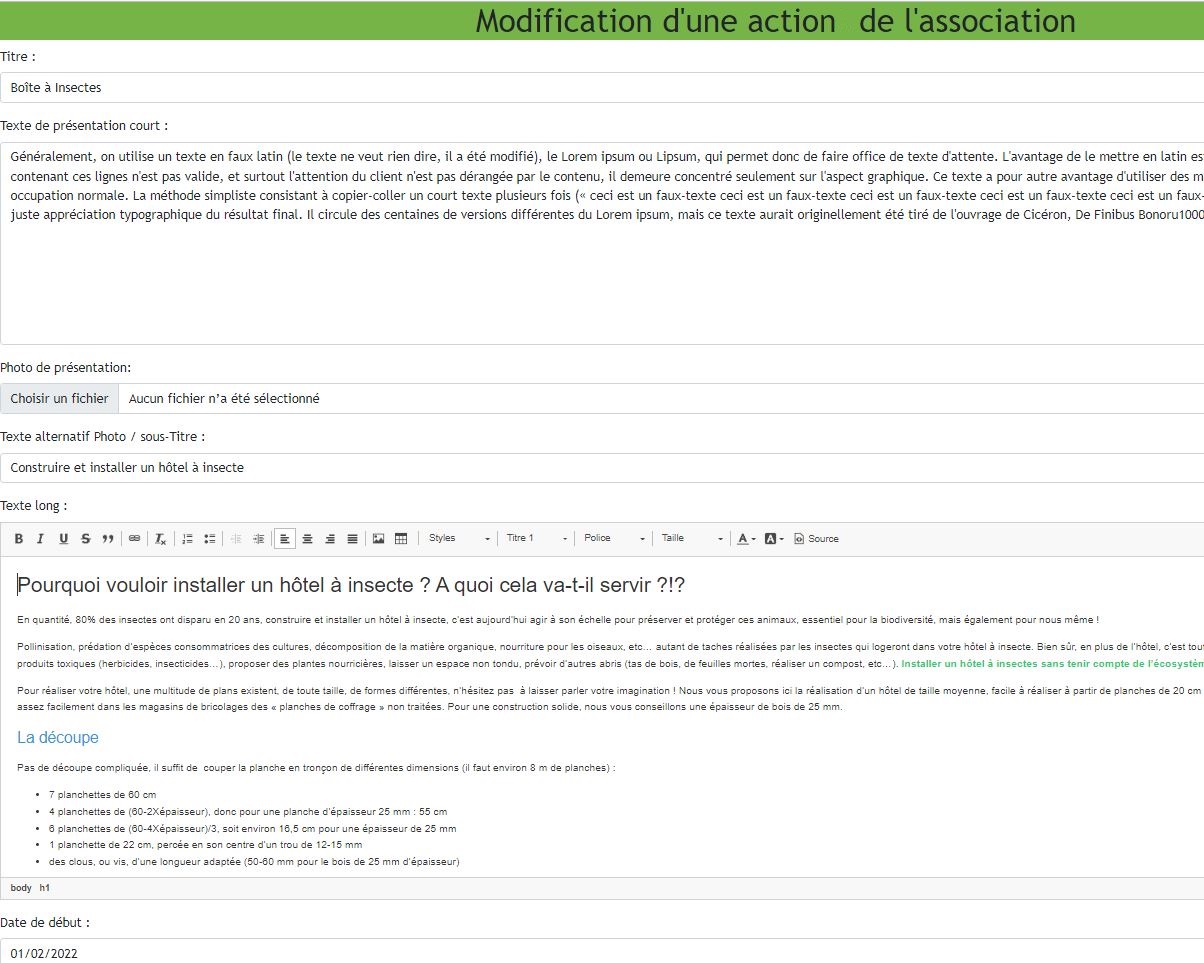 Modification d'une action de l'association
Titre :
Boîte à Insectes
Texte de présentation court :
Généralement, on utilise un texte en faux latin (le texte ne veut rien dire, il a été modifié), le Lorem ipsum ou Lipsum, qui permet donc de faire office de texte d'attente. L'avantage de le mettre en latin es
contenant ces lignes n'est pas valide, et surtout l'attention du client n'est pas dérangée par le contenu, il demeure concentré seulement sur l'aspect graphique. Ce texte a pour autre avantage d'utiliser des m
occupation normale. La méthode simpliste consistant à copier-coller un court texte plusieurs fois (« ceci est un faux-texte ceci est un faux-texte ceci est un faux-texte ceci est un faux-texte ceci est un faux-
juste appréciation typographique du résultat final. Il circule des centaines de versions différentes du Lorem ipsum, mais ce texte aurait originellement été tiré de l'ouvrage de Cicéron, De Finibus Bonoru1000
Photo de présentation:
Choisir un fichier Aucun fichier n’a été sélectionné
Texte alternatif Photo / sous-Titre :
Construire et installer un hôtel à insecte
Texte long :
B I U S Styles Titre 1 Police Taille A A Source
Pourquoi vouloir installer un hôtel à insecte ? A quoi cela va-t-il servir ?!?
En quantité, 80% des insectes ont disparu en 20 ans, construire et installer un hôtel à insecte, c'est aujourd'hui agir à son échelle pour préserver et protéger ces animaux, essentiel pour la biodiversité, mais également pour nous même !
Pollinisation, prédation d'espèces consommatrices des cultures, décomposition de la matière organique, nourriture pour les oiseaux, etc... autant de taches réalisées par les insectes qui logeront dans votre hôtel à insecte. Bien sûr, en plus de l'hôtel, c'est tou
produits toxiques (herbicides, insecticides...), proposer des plantes nourricières, laisser un espace non tondu, prévoir d'autres abris (tas de bois, de feuilles mortes, réaliser un compost, etc...). Installer un hôtel à insectes sans tenir compte de l'écosystèm
Pour réaliser votre hôtel, une multitude de plans existent, de toute taille, de formes différentes, n'hésitez pas à laisser parler votre imagination ! Nous vous proposons ici la réalisation d'un hôtel de taille moyenne, facile à réaliser à partir de planches de 20 cm
assez facilement dans les magasins de bricolages des « planches de coffrage » non traitées. Pour une construction solide, nous vous conseillons une épaisseur de bois de 25 mm.
La découpe
Pas de découpe compliquée, il suffit de couper la planche en tronçon de différentes dimensions (il faut environ 8 m de planches) :
• 7 planchettes de 60 cm
• 4 planchettes de (60-2Xépaisseur), donc pour une planche d'épaisseur 25 mm : 55 cm
• 6 planchettes de (60-4Xépaisseur)/3, soit environ 16,5 cm pour une épaisseur de 25 mm
• 1 planchette de 22 cm, percée en son centre d'un trou de 12-15 mm
• des clous, ou vis, d'une longueur adaptée (50-60 mm pour le bois de 25 mm d'épaisseur)
body h1
Date de début :
01/02/2022